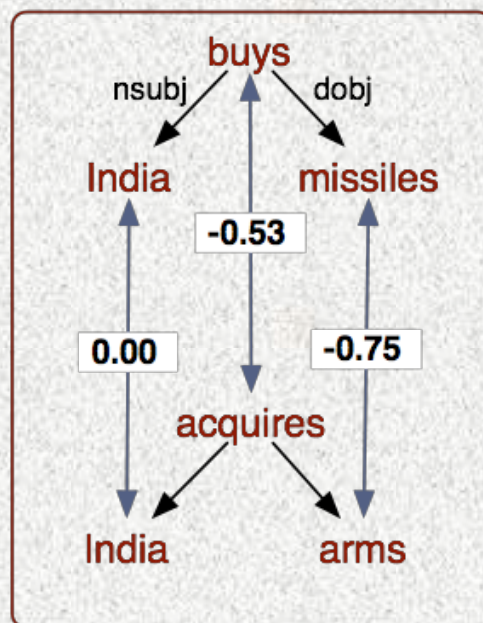 buys
nsubj dobj
India missiles
-0.53
0.00 -0.75
acquires
India arms